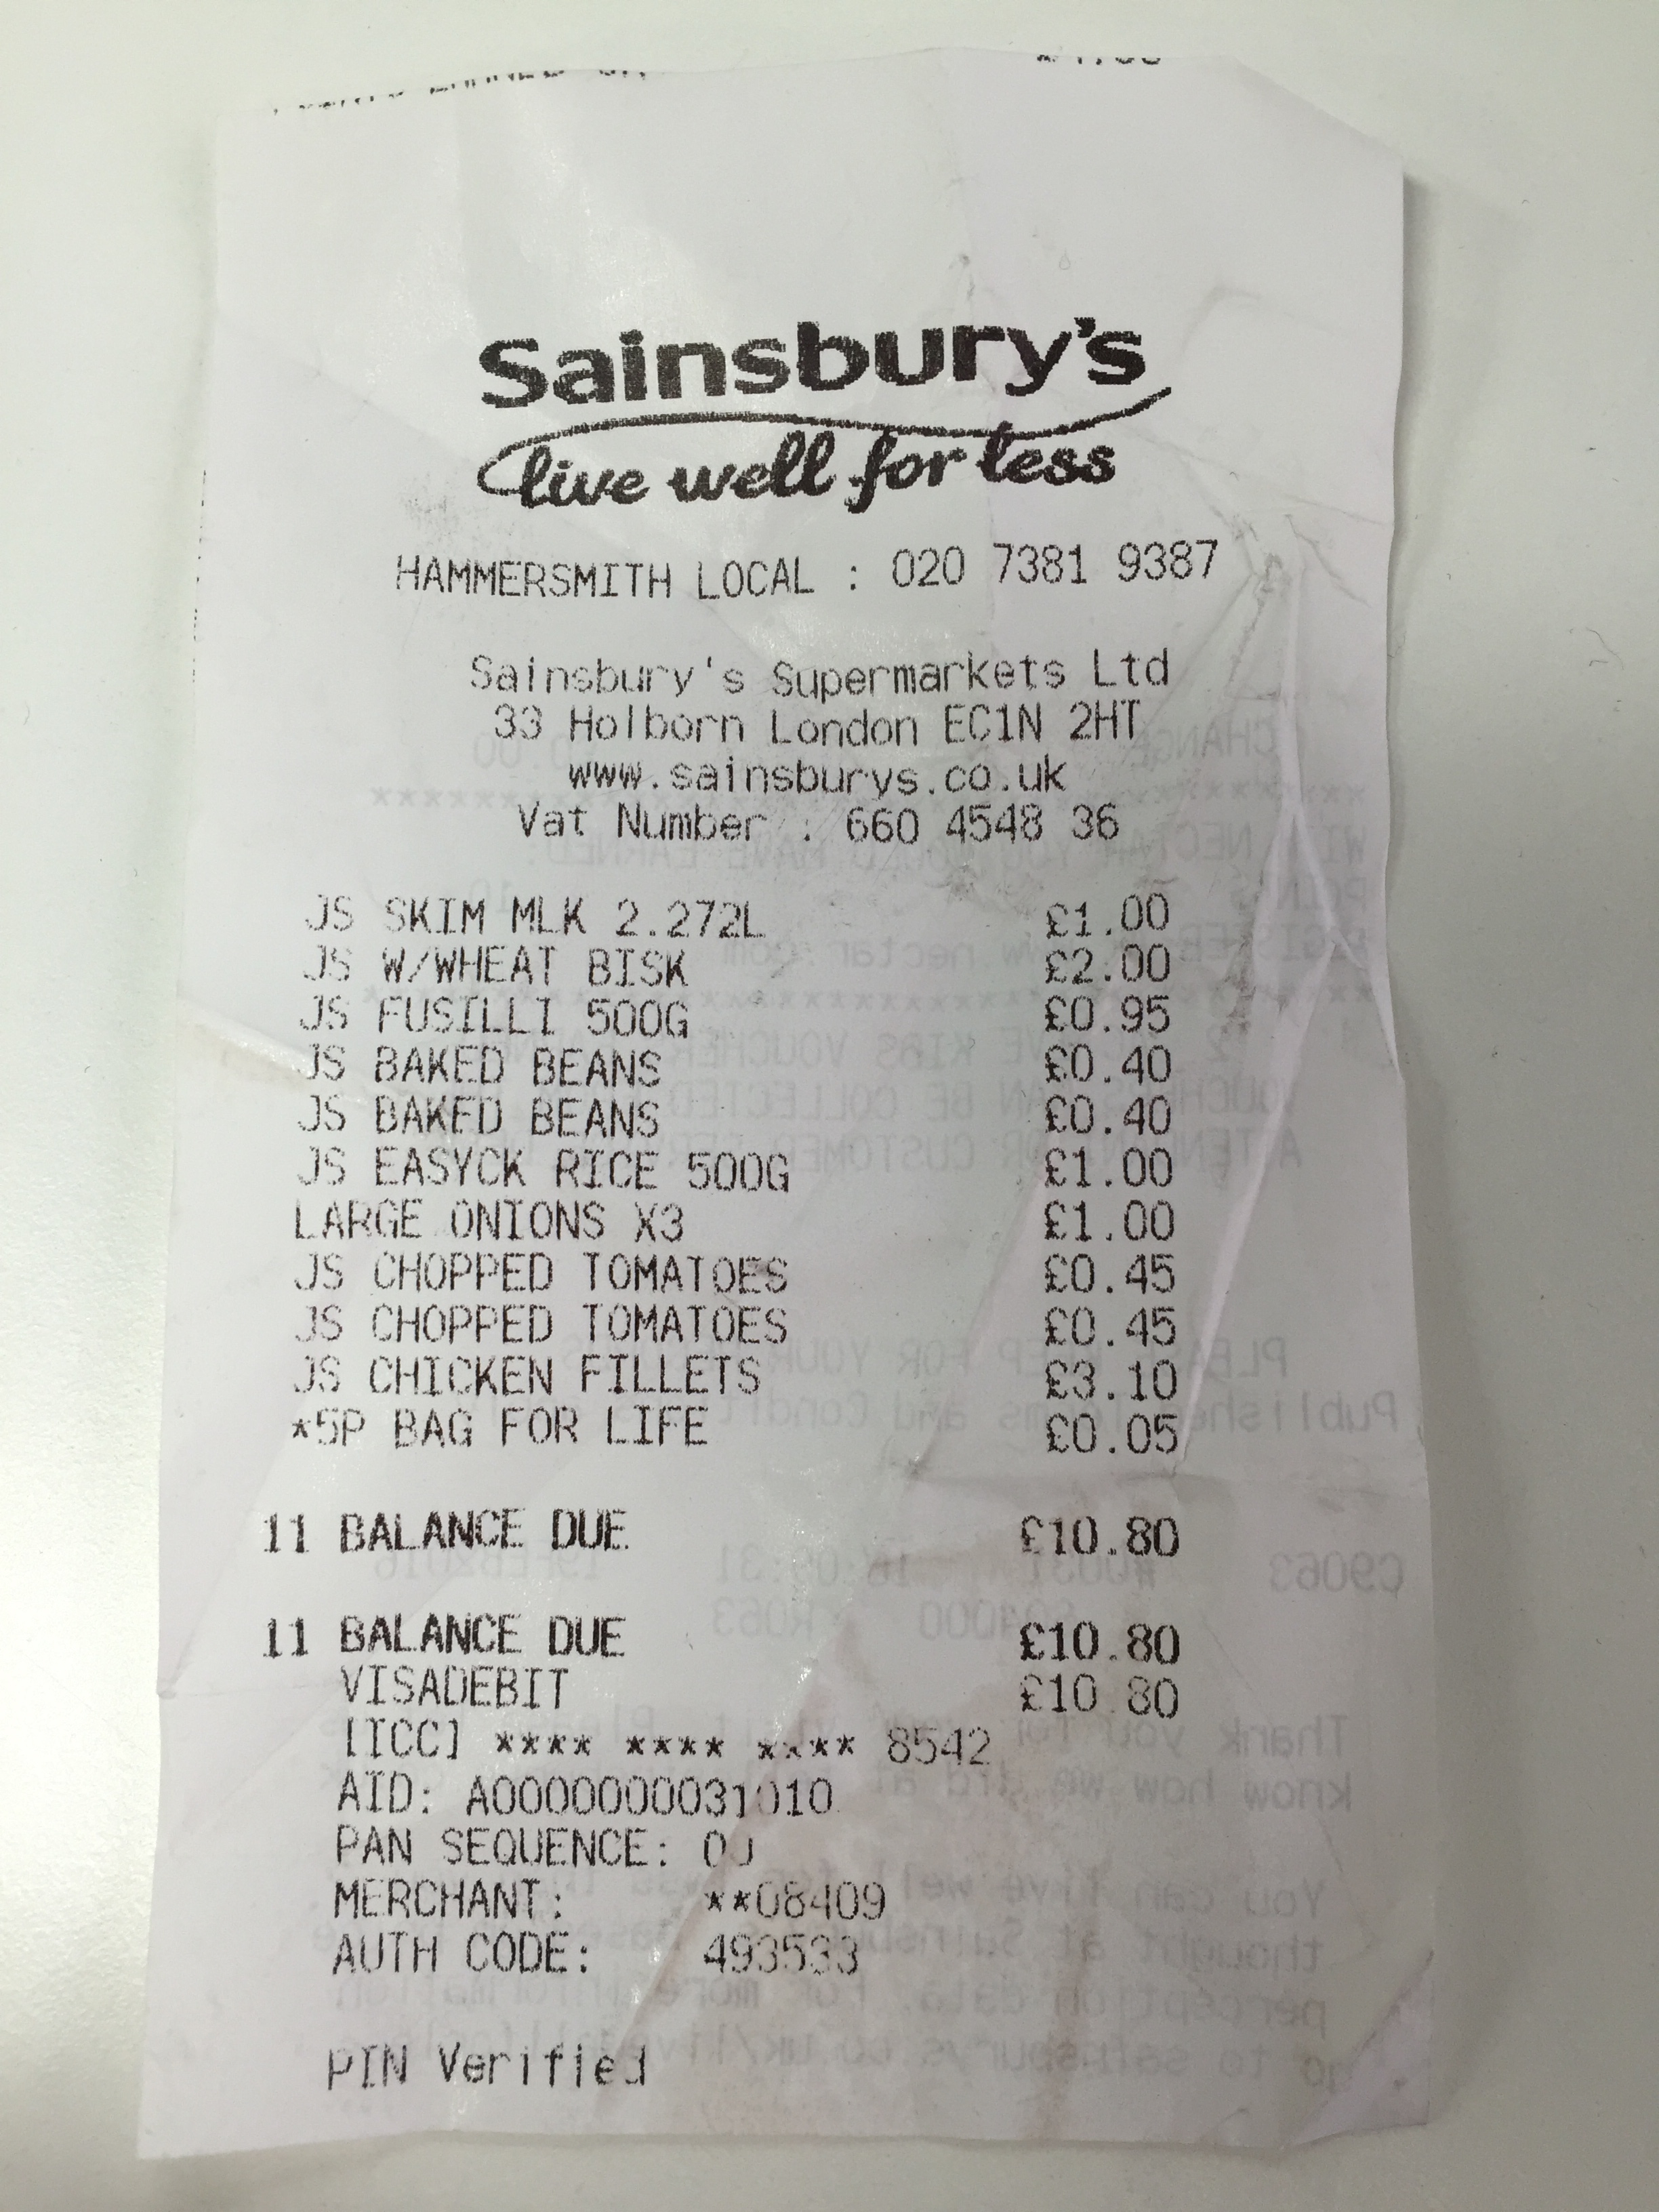 Sainsbury's
live well for less
HAMMERSMITH LOCAL : 020 7381 9387
Sainsbury's Supermarkets Ltd
33 Holborn London EC1N 2HT
www.sainsburys.co.uk
Vat Number : 660 4548 36
JS SKIM MLK 2.272L £1.00
JS W/WHEAT BISK £2.00
JS FUSILLI 500G £0.95
JS BAKED BEANS £0.40
JS BAKED BEANS £0.40
JS EASYCK RICE 500G £1.00
LARGE ONIONS X3 £1.00
JS CHOPPED TOMATOES £0.45
JS CHOPPED TOMATOES £0.45
JS CHICKEN FILLETS £3.10
*5P BAG FOR LIFE £0.05
11 BALANCE DUE £10.80
11 BALANCE DUE £10.80
VISADEBIT £10.80
[ICC] **** **** **** 8542
AID: A0000000031010
PAN SEQUENCE: 00
MERCHANT: **08409
AUTH CODE: 493533
PIN Verified